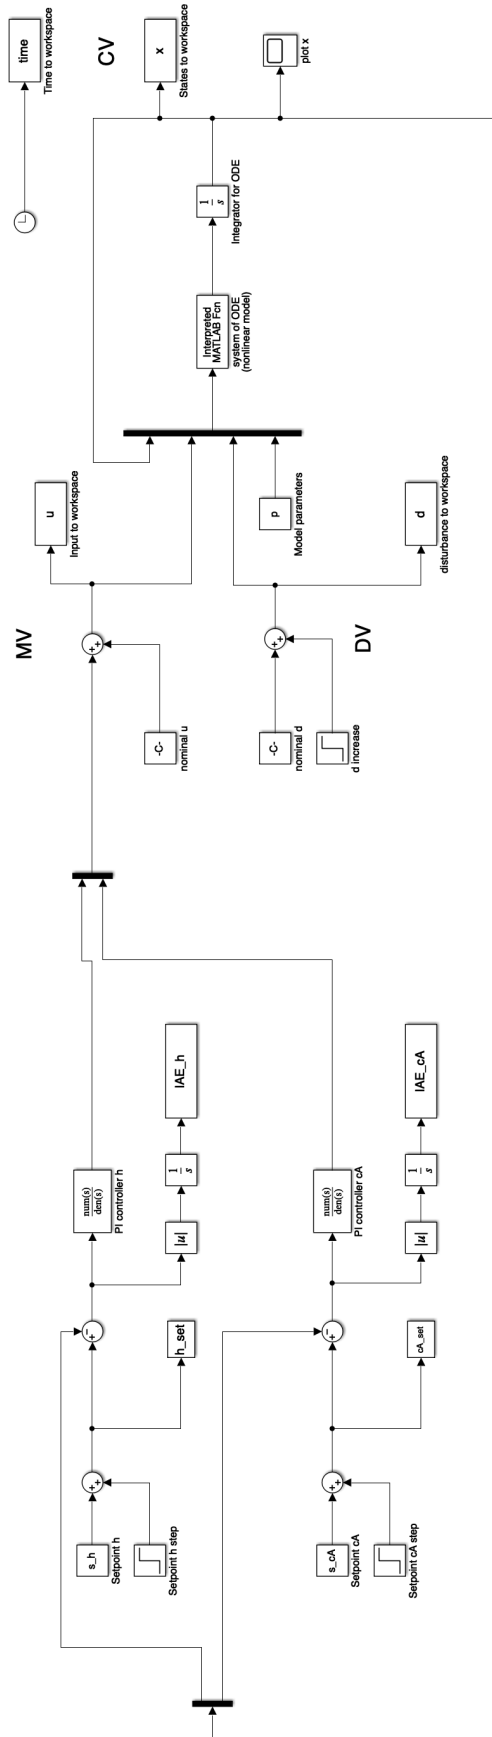 s_h
Setpoint h
Setpoint h step
+
+
h_set
+
−
num(s)
den(s)
PI controller h
|u|
1
s
IAE_h
s_cA
Setpoint cA
Setpoint cA step
+
+
cA_set
+
−
num(s)
den(s)
PI controller cA
|u|
1
s
IAE_cA
MV
-C-
nominal u
+
+
u
Input to workspace
-C-
nominal d
d increase
+
+
DV
p
Model parameters
d
disturbance to workspace
Interpreted
MATLAB Fcn
system of ODE
(nonlinear model)
1
s
Integrator for ODE
time
Time to workspace
CV
x
States to workspace
plot x